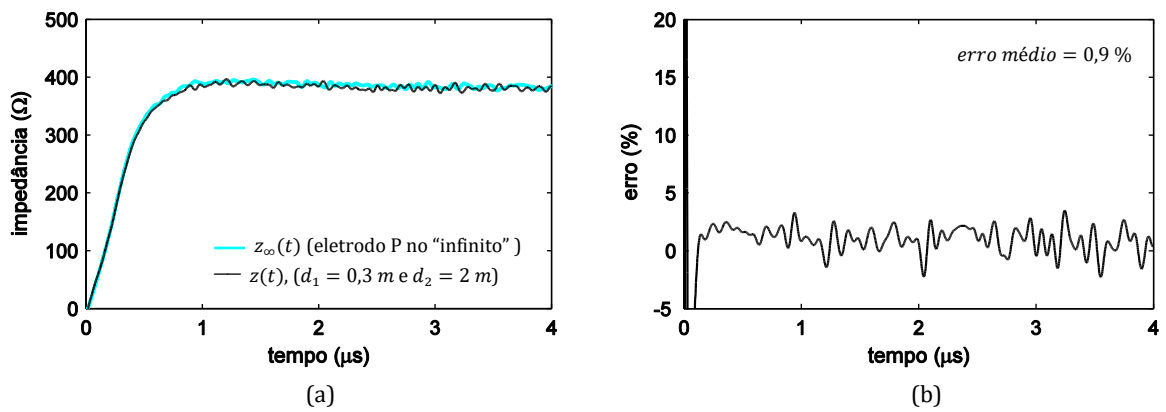 500
400
300
200
100
0
impedância (Ω)
0 1 2 3 4
tempo (μs)
z∞(t) (eletrodo P no “infinito” )
z(t), (d₁ = 0,3 m e d₂ = 2 m)
(a)
20
15
10
5
0
-5
erro (%)
0 1 2 3 4
tempo (μs)
erro médio = 0,9 %
(b)